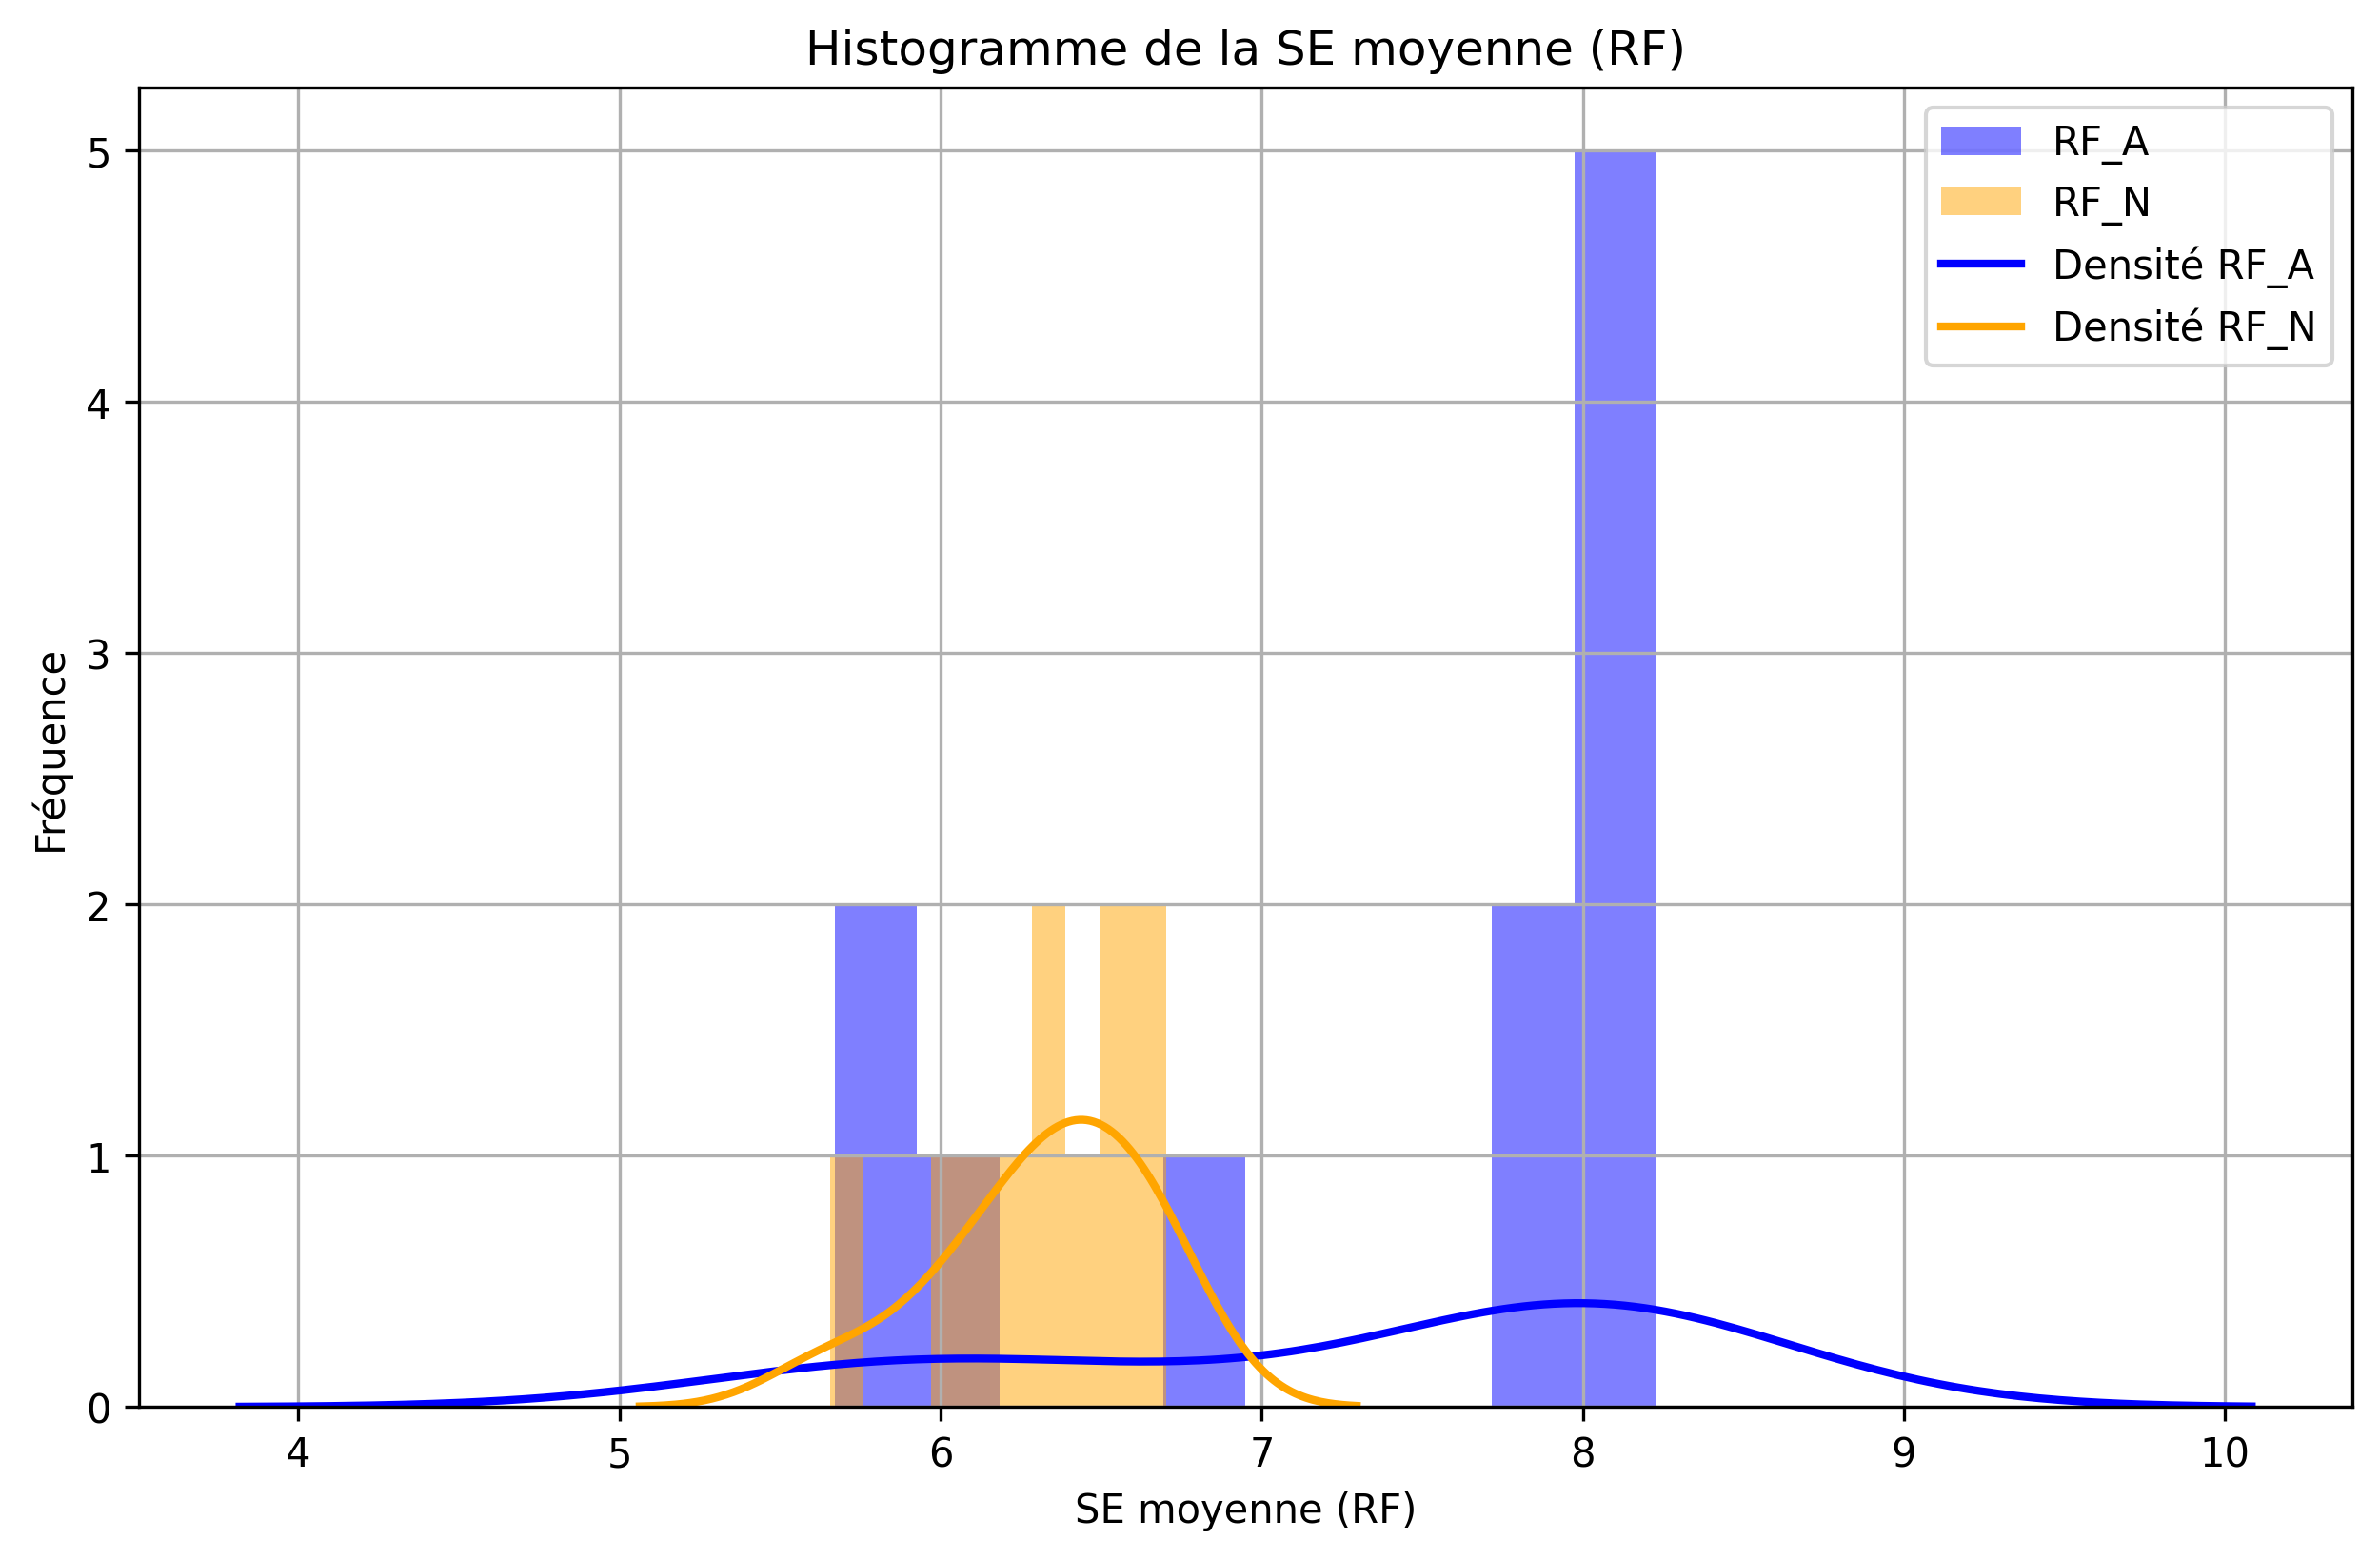 Histogramme de la SE moyenne (RF)
RF_A
RF_N
Densité RF_A
Densité RF_N
Fréquence
5
4
3
2
1
0
4 5 6 7 8 9 10
SE moyenne (RF)